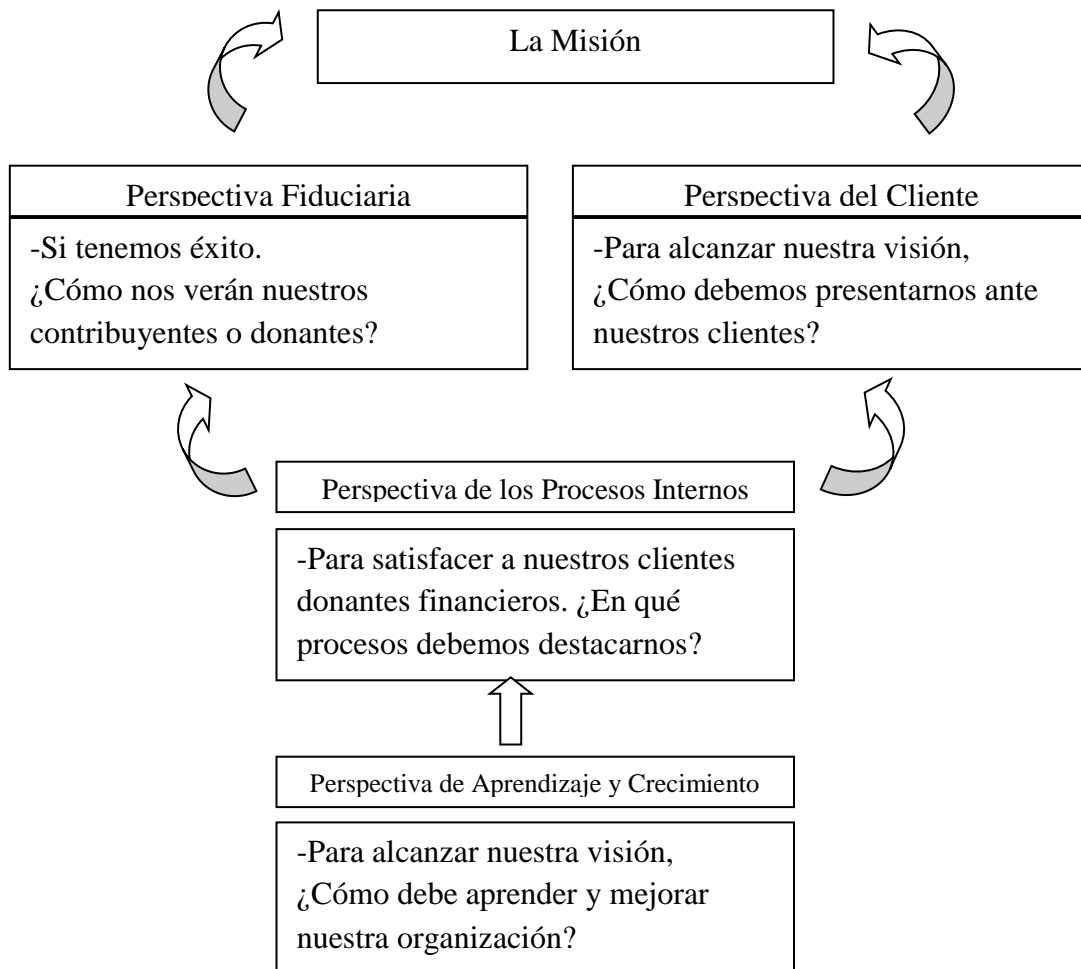 La Misión
Perspectiva Fiduciaria
-Si tenemos éxito.
¿Cómo nos verán nuestros
contribuyentes o donantes?
Perspectiva del Cliente
-Para alcanzar nuestra visión,
¿Cómo debemos presentarnos ante
nuestros clientes?
Perspectiva de los Procesos Internos
-Para satisfacer a nuestros clientes
donantes financieros. ¿En qué
procesos debemos destacarnos?
Perspectiva de Aprendizaje y Crecimiento
-Para alcanzar nuestra visión,
¿Cómo debe aprender y mejorar
nuestra organización?